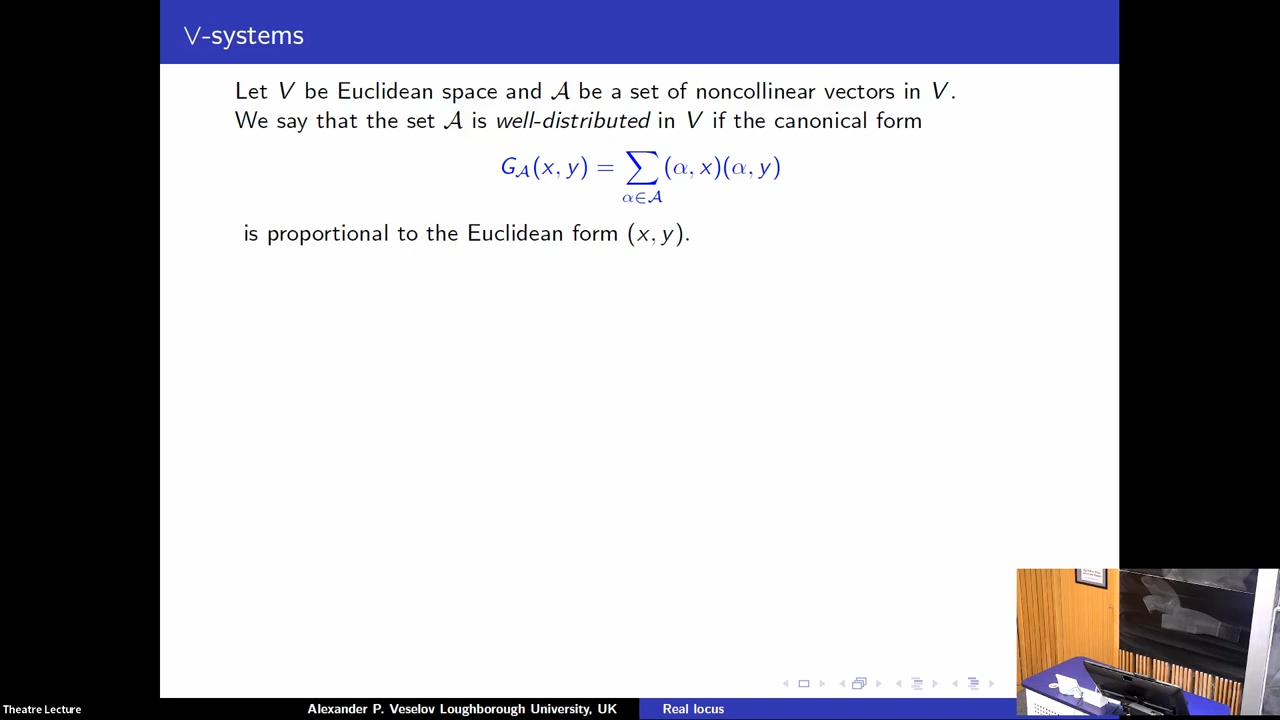 ∨-systems
Let V be Euclidean space and 𝒜 be a set of noncollinear vectors in V.
We say that the set 𝒜 is well-distributed in V if the canonical form
G_𝒜(x, y) = ∑_{α∈𝒜} (α, x)(α, y)
is proportional to the Euclidean form (x, y).
Theatre Lecture
Alexander P. Veselov Loughborough University, UK
Real locus